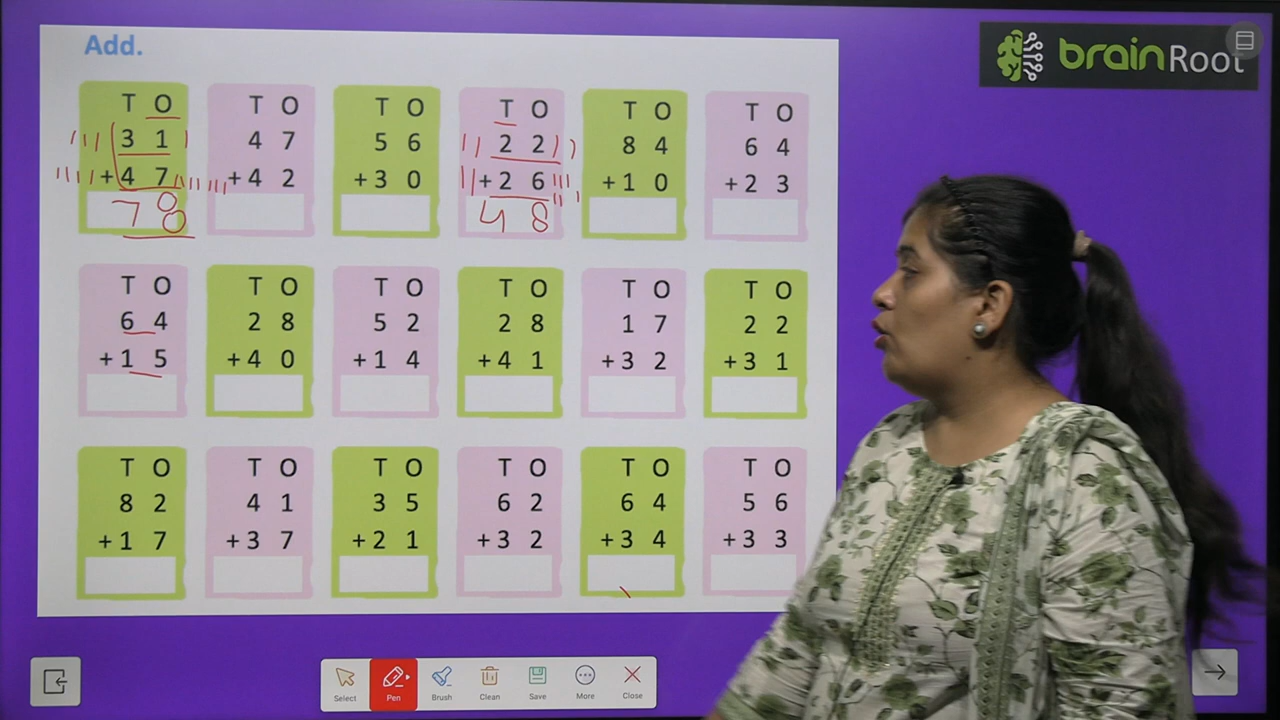 Add.
brainRoot
T O T O T O T O T O T O
3 1 4 7 5 6 2 2 8 4 6 4
+4 7 +4 2 +3 0 +2 6 +1 0 +2 3
7 8 48
T O T O T O T O T O T O
6 4 2 8 5 2 2 8 1 7 2 2
+1 5 +4 0 +1 4 +4 1 +3 2 +3 1
T O T O T O T O T O T O
8 2 4 1 3 5 6 2 6 4 5 6
+1 7 +3 7 +2 1 +3 2 +3 4 +3 3
Select Pen Brush Clean Save More Close